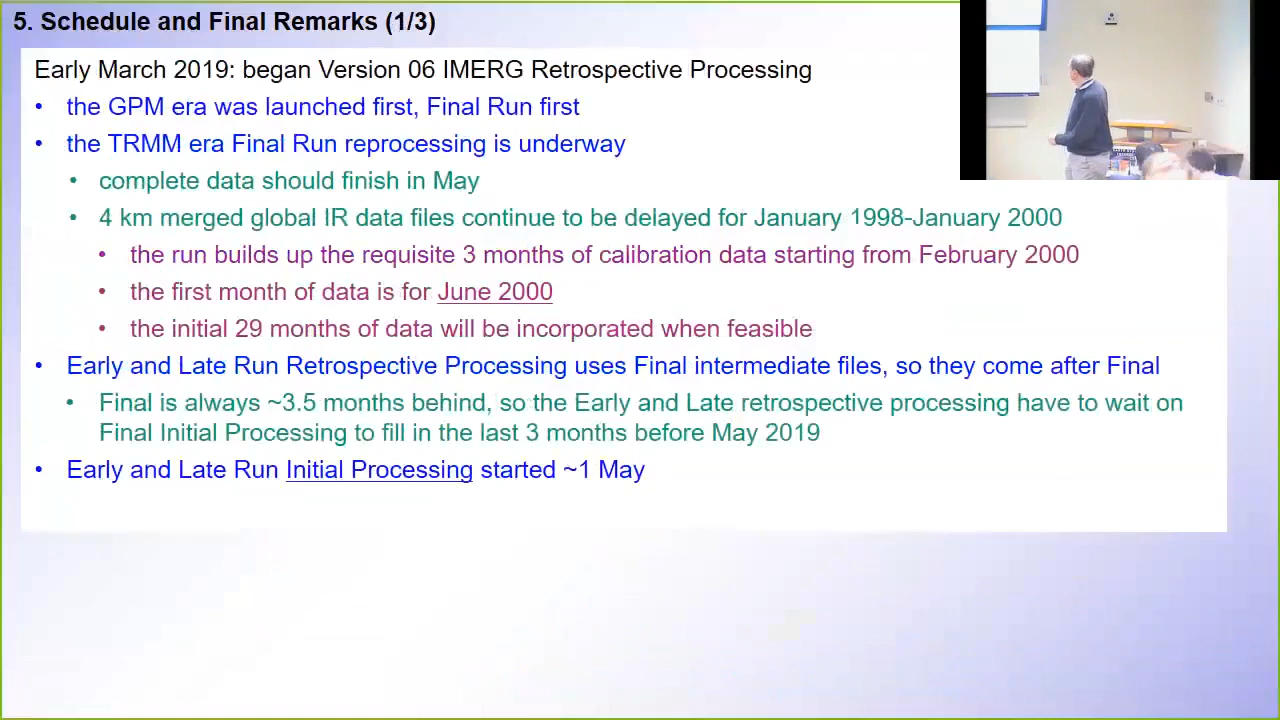 5. Schedule and Final Remarks (1/3)
Early March 2019: began Version 06 IMERG Retrospective Processing
• the GPM era was launched first, Final Run first
• the TRMM era Final Run reprocessing is underway
• complete data should finish in May
• 4 km merged global IR data files continue to be delayed for January 1998-January 2000
• the run builds up the requisite 3 months of calibration data starting from February 2000
• the first month of data is for June 2000
• the initial 29 months of data will be incorporated when feasible
• Early and Late Run Retrospective Processing uses Final intermediate files, so they come after Final
• Final is always ~3.5 months behind, so the Early and Late retrospective processing have to wait on
Final Initial Processing to fill in the last 3 months before May 2019
• Early and Late Run Initial Processing started ~1 May